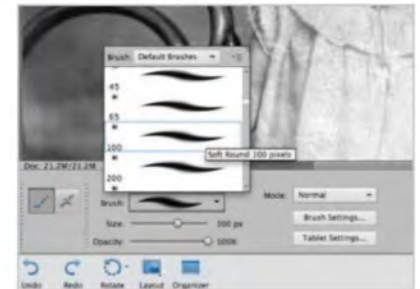 Brush: Default Brushes
45
65
100
Soft Round 100 pixels
200
Doc: 21.2M/21.2M
Brush:
Mode: Normal
Size: 100 px
Brush Settings...
Opacity: 100%
Tablet Settings...
Undo Redo Rotate Layout Organizer